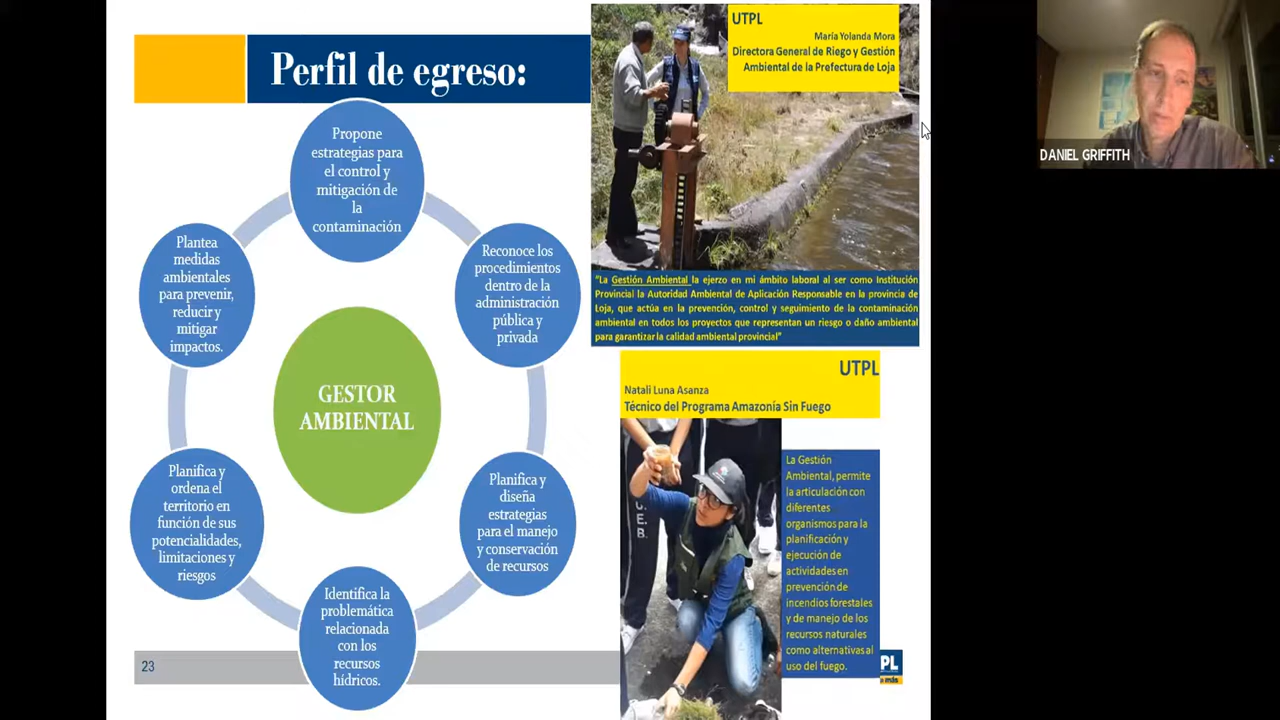 Perfil de egreso:
Propone
estrategias para
el control y
mitigación de
la
contaminación
Reconoce los
procedimientos
dentro de la
administración
pública y
privada
Planifica y
diseña
estrategias
para el manejo
y conservación
de recursos
Identifica la
problemática
relacionada
con los
recursos
hídricos.
Planifica y
ordena el
territorio en
función de sus
potencialidades,
limitaciones y
riesgos
Plantea
medidas
ambientales
para prevenir,
reducir y
mitigar
impactos.
GESTOR
AMBIENTAL
23
UTPL
María Yolanda Mora
Directora General de Riego y Gestión
Ambiental de la Prefectura de Loja
"La Gestión Ambiental la ejerzo en mi ámbito laboral al ser como Institución
Provincial la Autoridad Ambiental de Aplicación Responsable en la provincia de
Loja, que actúa en la prevención, control y seguimiento de la contaminación
ambiental en todos los proyectos que representan un riesgo o daño ambiental
para garantizar la calidad ambiental provincial"
UTPL
Natali Luna Asanza
Técnico del Programa Amazonía Sin Fuego
La Gestión
Ambiental, permite
la articulación con
diferentes
organismos para la
planificación y
ejecución de
actividades en
prevención de
incendios forestales
y de manejo de los
recursos naturales
como alternativas al
uso del fuego.
C.E.B.
PL
a más
DANIEL GRIFFITH